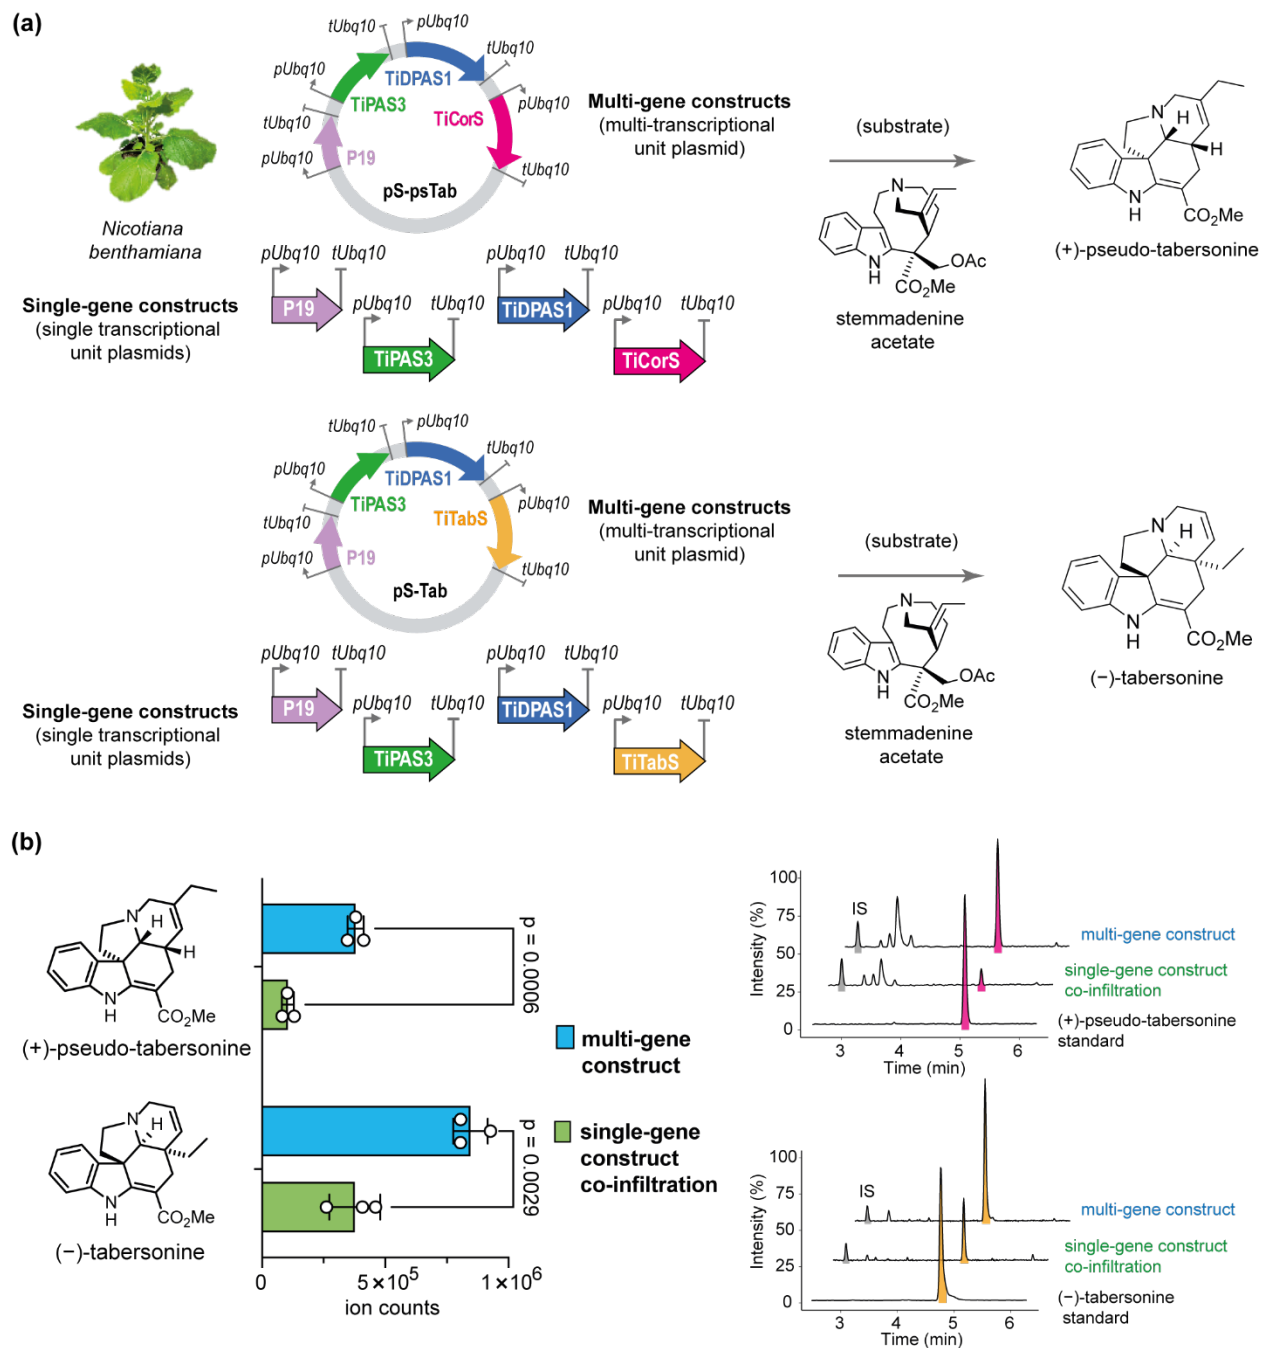 (a)
tUbq10
pUbq10
pUbq10
TiDPAS1
tUbq10
TiPAS3
pUbq10
tUbq10
TiCorS
P19
pUbq10
tUbq10
pS-psTab
Multi-gene constructs
(multi-transcriptional
unit plasmid)
Nicotiana
benthamiana
(substrate)
N
N
H
OAc
CO₂Me
stemmadenine
acetate
N
H
H
N
H
CO₂Me
(+)-pseudo-tabersonine
Single-gene constructs
(single transcriptional
unit plasmids)
pUbq10 tUbq10
P19
pUbq10 tUbq10
TiPAS3
pUbq10 tUbq10
TiDPAS1
pUbq10 tUbq10
TiCorS
tUbq10
pUbq10
pUbq10
TiDPAS1
tUbq10
TiPAS3
pUbq10
tUbq10
TiTabS
P19
pUbq10
tUbq10
pS-Tab
Multi-gene constructs
(multi-transcriptional
unit plasmid)
(substrate)
N
N
H
OAc
CO₂Me
stemmadenine
acetate
N
H
N
H
CO₂Me
(−)-tabersonine
Single-gene constructs
(single transcriptional
unit plasmids)
pUbq10 tUbq10
P19
pUbq10 tUbq10
TiPAS3
pUbq10 tUbq10
TiDPAS1
pUbq10 tUbq10
TiTabS
(b)
N
H
H
N
H
CO₂Me
(+)-pseudo-tabersonine
N
H
N
H
CO₂Me
(−)-tabersonine
p = 0.0006
p = 0.0029
multi-gene
construct
single-gene
construct
co-infiltration
0 5×10⁵ 1×10⁶
ion counts
Intensity (%)
100
75
50
25
0
IS
multi-gene construct
single-gene construct
co-infiltration
(+)-pseudo-tabersonine
standard
3 4 5 6
Time (min)
Intensity (%)
100
75
50
25
0
IS
multi-gene construct
single-gene construct
co-infiltration
(−)-tabersonine
standard
3 4 5 6
Time (min)